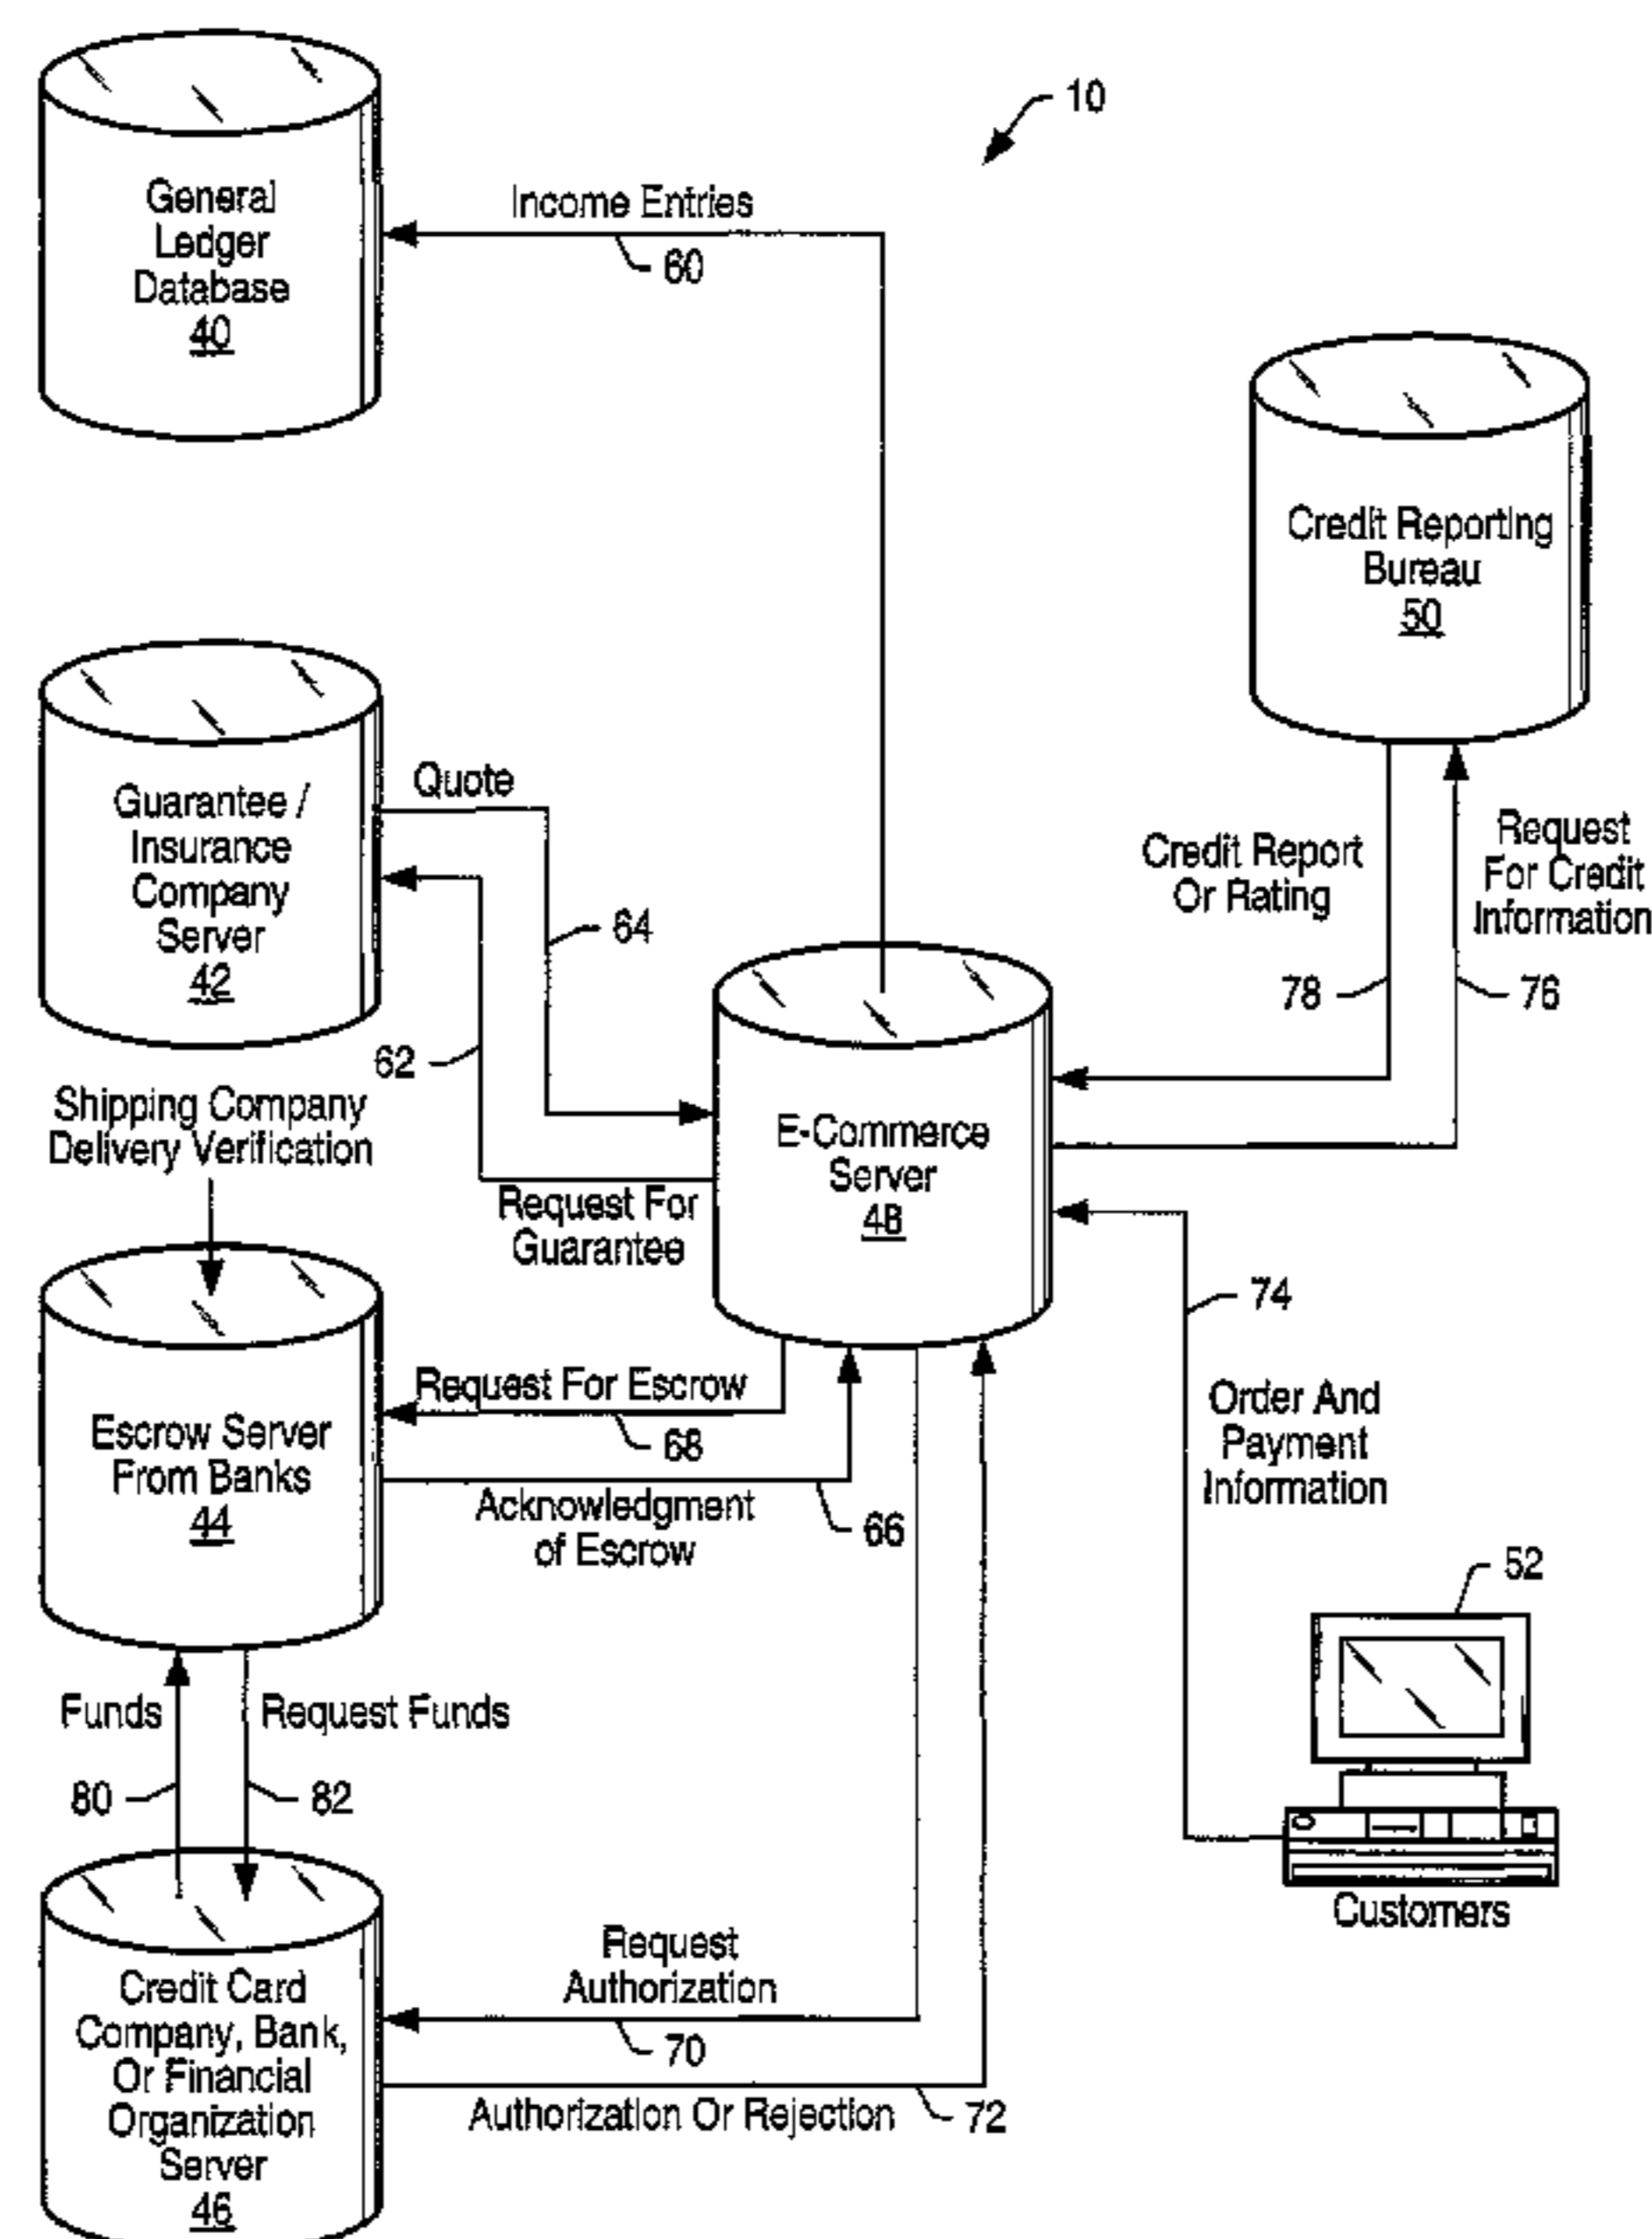 10
General
Ledger
Database
40
Income Entries
60
Credit Reporting
Bureau
50
Guarantee /
Insurance
Company
Server
42
Quote
64
62
Request For
Guarantee
Credit Report
Or Rating
78
Request
For Credit
Information
76
E-Commerce
Server
48
Shipping Company
Delivery Verification
Escrow Server
From Banks
44
Request For Escrow
68
Acknowledgment
of Escrow
66
74
Order And
Payment
Information
52
Customers
Funds
80
Request Funds
82
Credit Card
Company, Bank,
Or Financial
Organization
Server
46
Request
Authorization
70
Authorization Or Rejection
72